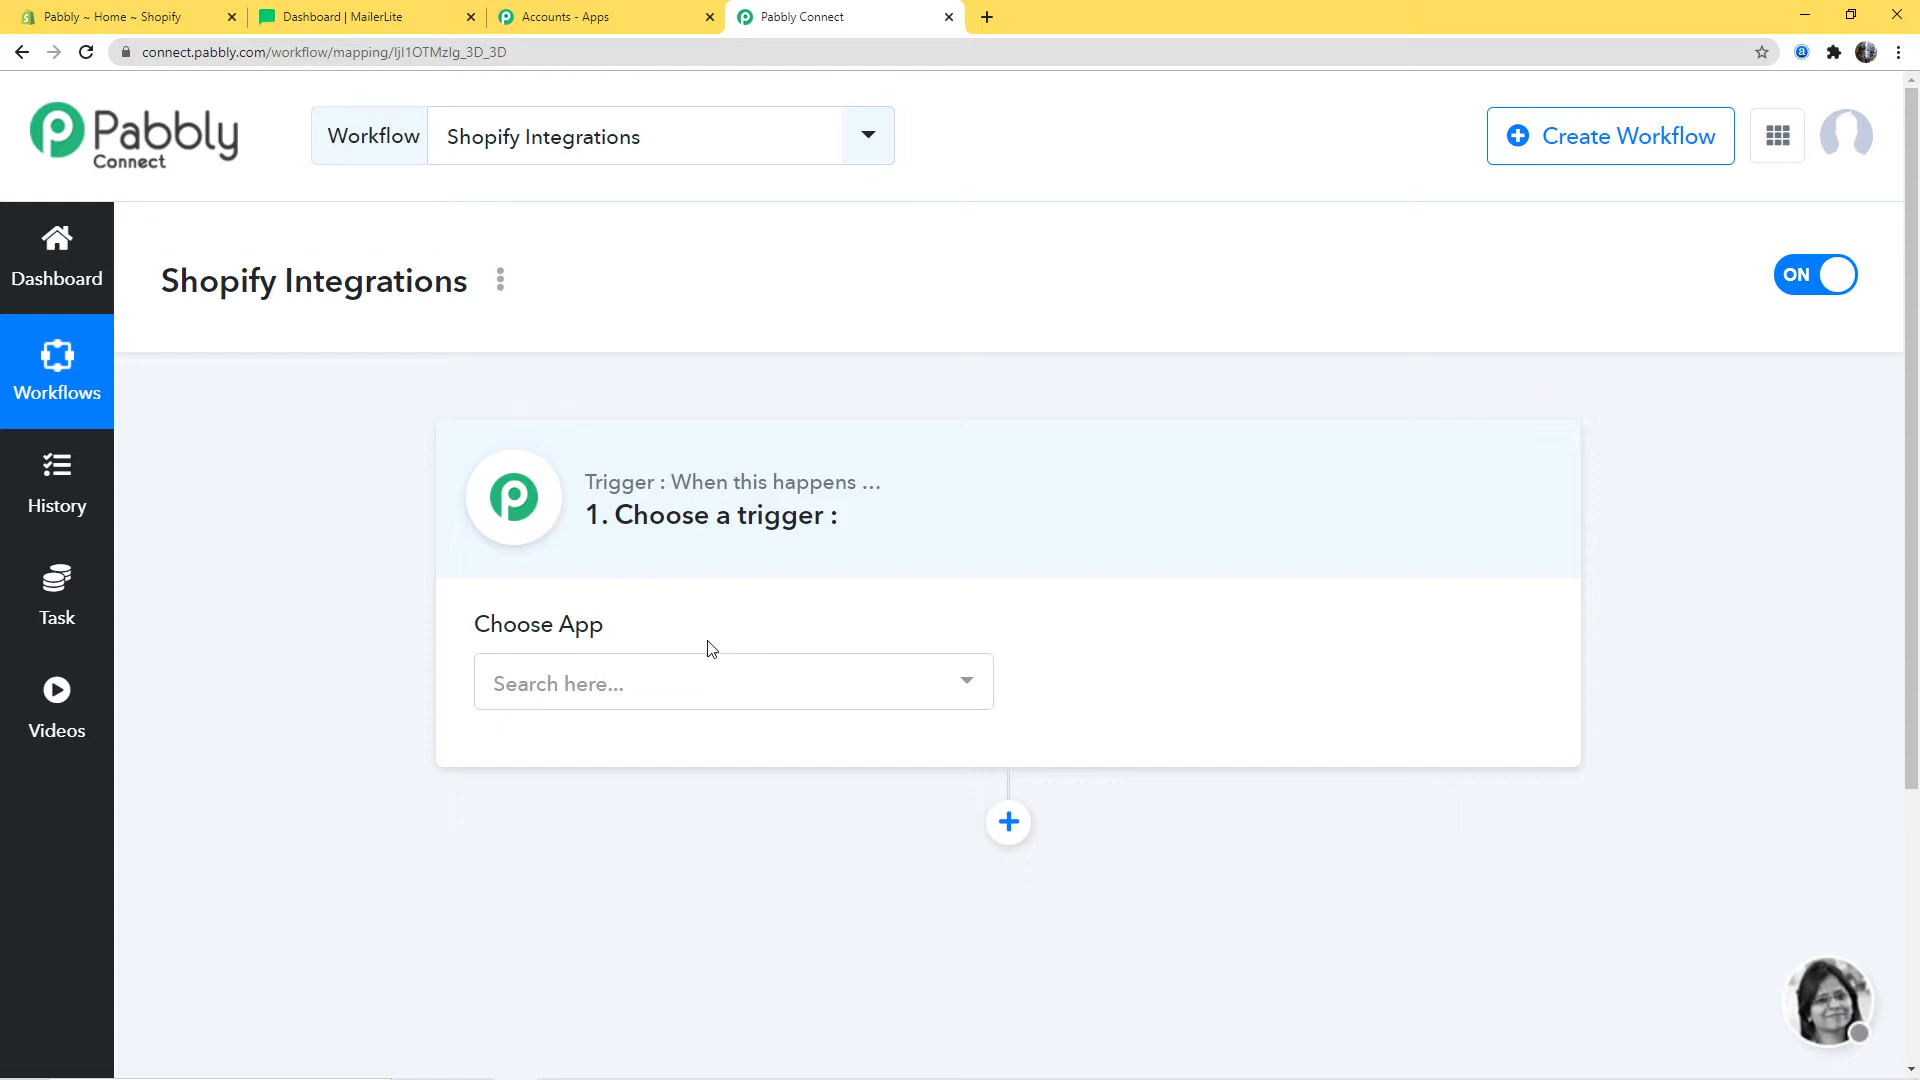 Pabbly ~ Home ~ Shopify
Dashboard | MailerLite
Accounts - Apps
Pabbly Connect
connect.pabbly.com/workflow/mapping/IjI1OTMzIg_3D_3D
Pabbly
Connect
Workflow
Shopify Integrations
Create Workflow
Dashboard
Workflows
History
Task
Videos
Shopify Integrations
ON
Trigger : When this happens ...
1. Choose a trigger :
Choose App
Search here...